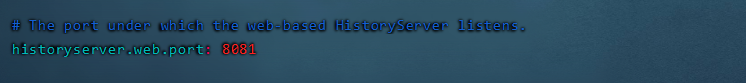 # The port under which the web-based HistoryServer listens.
historyserver.web.port: 8081